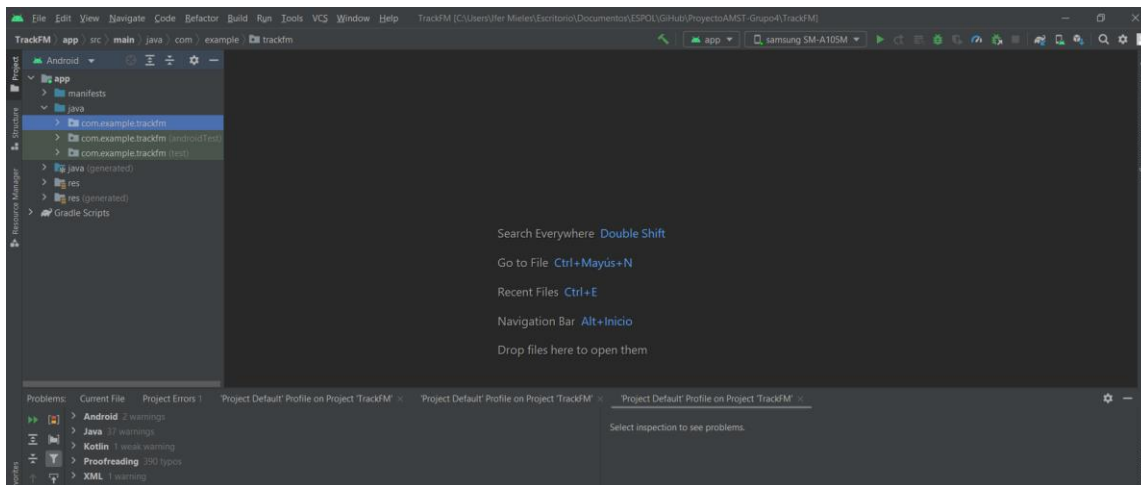 File Edit View Navigate Code Refactor Build Run Tools VCS Window Help TrackFM [C:\Users\Ifer Mieles\Escritorio\Documentos\ESPOL\GiHub\ProyectoAMST-Grupo4\TrackFM]
TrackFM app src main java com example trackfm app samsung SM-A105M
Project
Android
app
manifests
java
com.example.trackfm
com.example.trackfm (androidTest)
com.example.trackfm (test)
java (generated)
res
res (generated)
Gradle Scripts
Structure
Resource Manager
Search Everywhere Double Shift
Go to File Ctrl+Mayús+N
Recent Files Ctrl+E
Navigation Bar Alt+Inicio
Drop files here to open them
Problems: Current File Project Errors 1 'Project Default' Profile on Project 'TrackFM' 'Project Default' Profile on Project 'TrackFM' 'Project Default' Profile on Project 'TrackFM'
Android 2 warnings
Java 37 warnings
Kotlin 1 weak warning
Proofreading 390 typos
XML 1 warning
Select inspection to see problems.